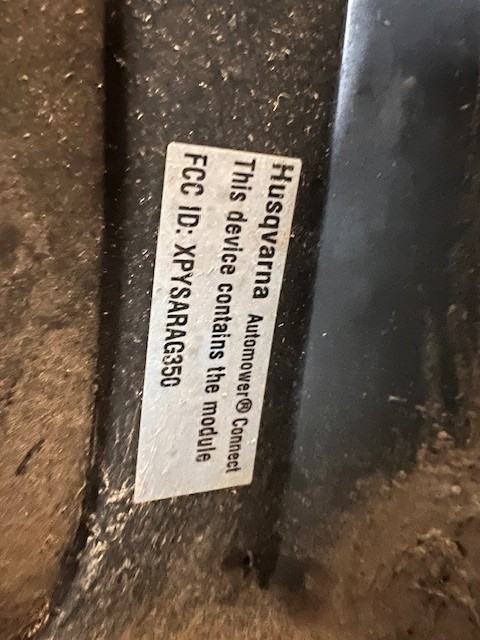 Husqvarna Automower® Connect
This device contains the module
FCC ID: XPYSARAG350